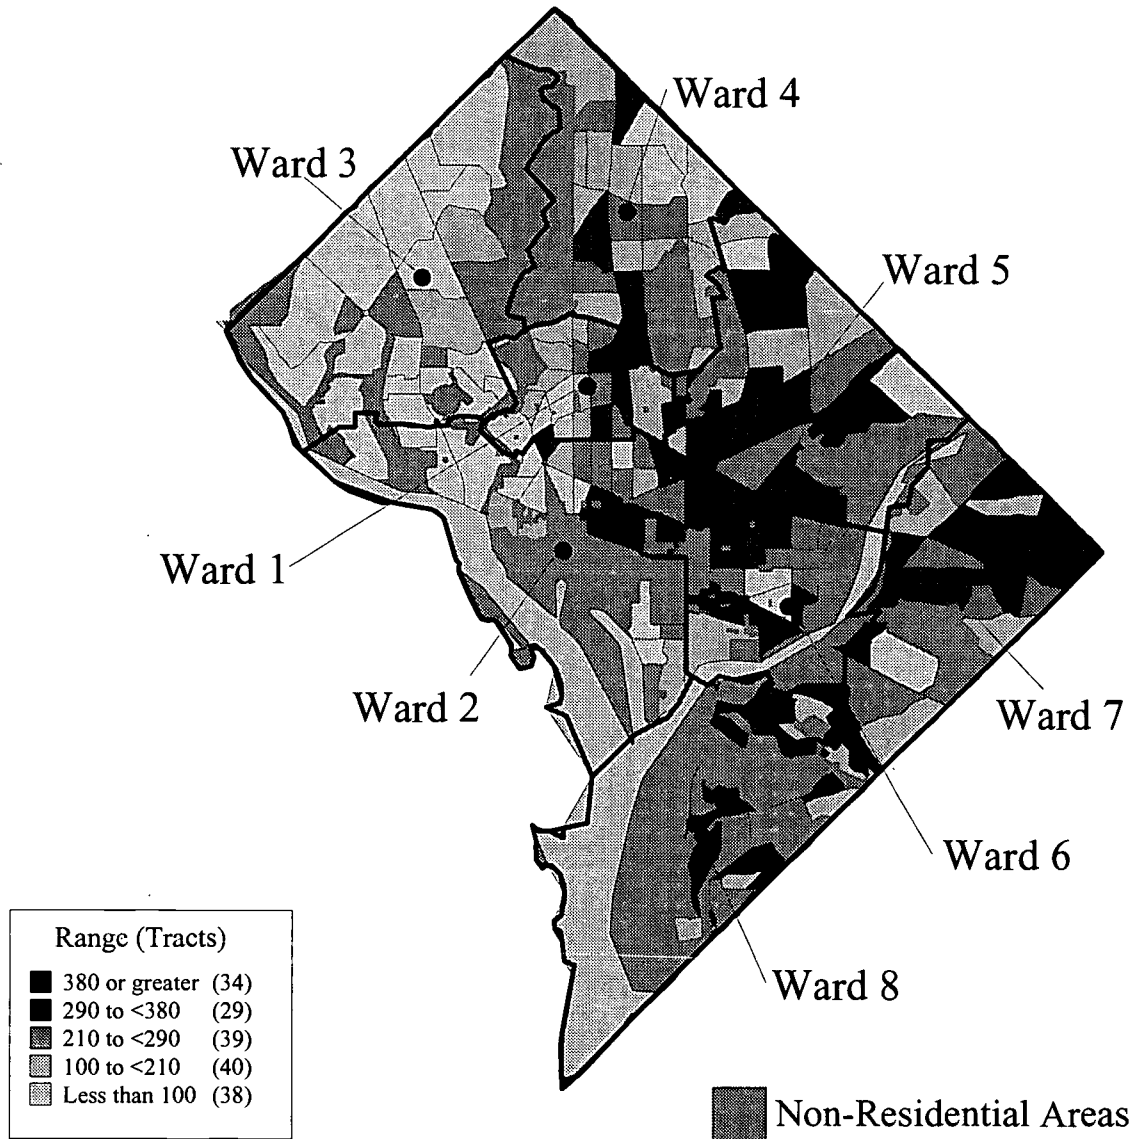 Ward 4
Ward 3
Ward 5
Ward 1
Ward 2
Ward 7
Ward 6
Ward 8
Range (Tracts)
380 or greater (34)
290 to <380 (29)
210 to <290 (39)
100 to <210 (40)
Less than 100 (38)
Non-Residential Areas